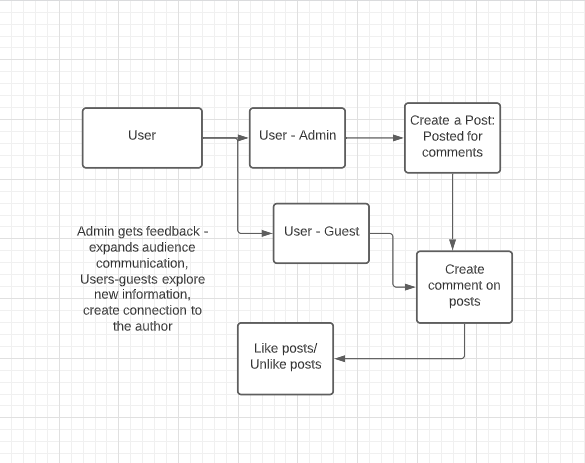 User
User - Admin
Create a Post:
Posted for
comments
User - Guest
Admin gets feedback -
expands audience
communication,
Users-guests explore
new information,
create connection to
the author
Create
comment on
posts
Like posts/
Unlike posts